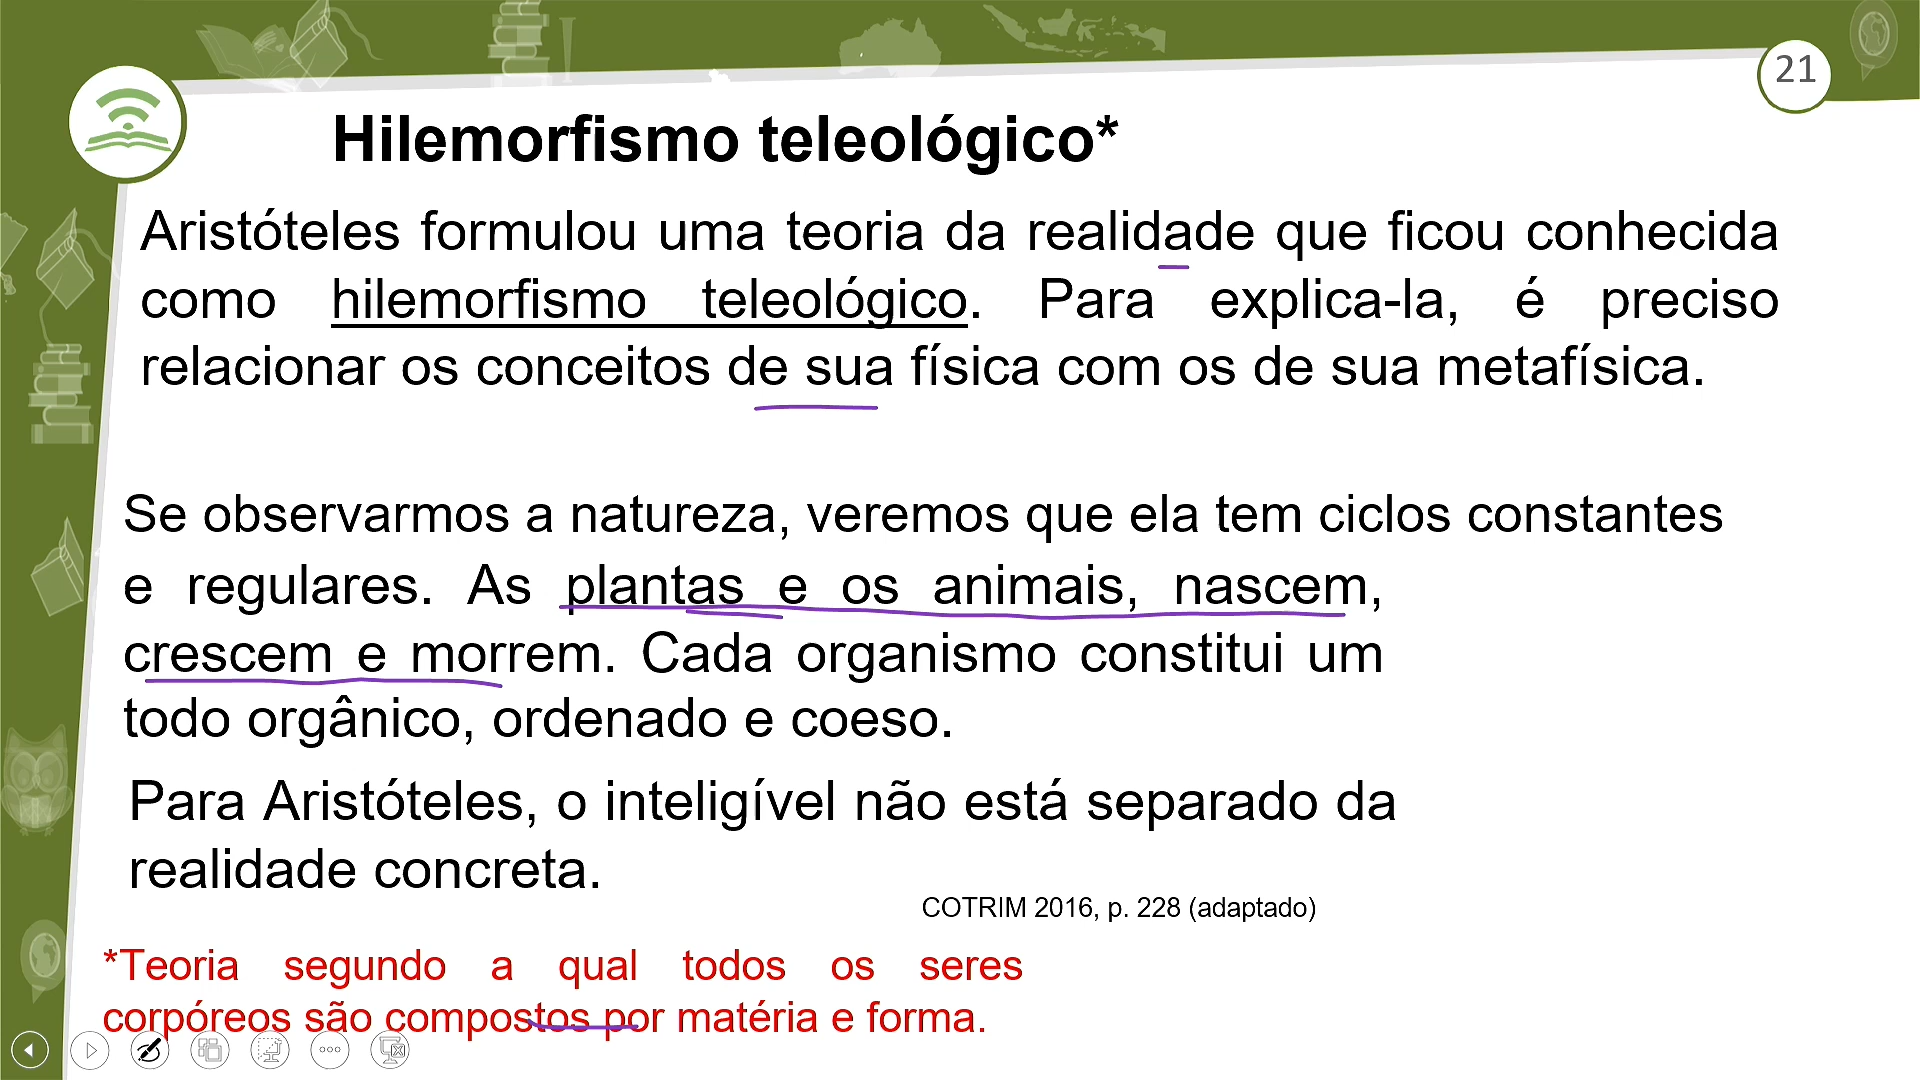 21
Hilemorfismo teleológico*
Aristóteles formulou uma teoria da realidade que ficou conhecida
como hilemorfismo teleológico. Para explica-la, é preciso
relacionar os conceitos de sua física com os de sua metafísica.
Se observarmos a natureza, veremos que ela tem ciclos constantes
e regulares. As plantas e os animais, nascem,
crescem e morrem. Cada organismo constitui um
todo orgânico, ordenado e coeso.
Para Aristóteles, o inteligível não está separado da
realidade concreta.
COTRIM 2016, p. 228 (adaptado)
*Teoria segundo a qual todos os seres
corpóreos são compostos por matéria e forma.